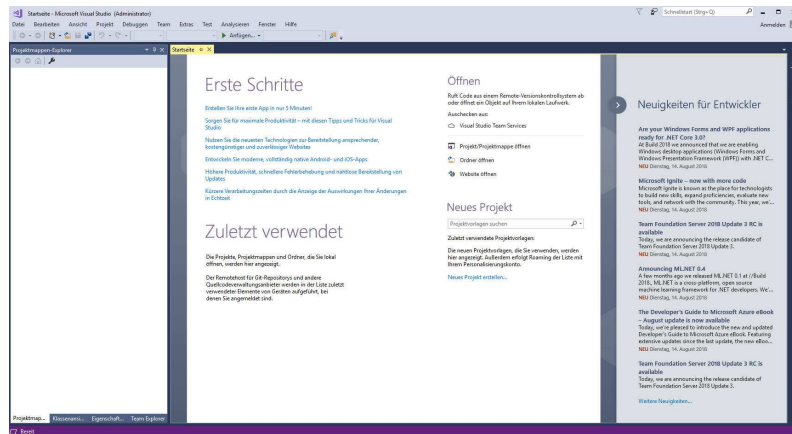 Startseite - Microsoft Visual Studio (Administrator)
Schnellstart (Strg+Q)
Datei Bearbeiten Ansicht Projekt Debuggen Team Extras Test Analysieren Fenster Hilfe
Anmelden
Anfügen...
Projektmappen-Explorer
Startseite
Erste Schritte
Erstellen Sie Ihre erste App in nur 5 Minuten!
Sorgen Sie für maximale Produktivität – mit diesen Tipps und Tricks für Visual
Studio
Nutzen Sie die neuesten Technologien zur Bereitstellung ansprechender,
kostengünstiger und zuverlässiger Websites
Entwickeln Sie moderne, vollständig native Android- und iOS-Apps
Höhere Produktivität, schnellere Fehlerbehebung und nahtlose Bereitstellung von
Updates
Kürzere Verarbeitungszeiten durch die Anzeige der Auswirkungen Ihrer Änderungen
in Echtzeit
Zuletzt verwendet
Die Projekte, Projektmappen und Ordner, die Sie lokal
öffnen, werden hier angezeigt.
Der Remotehost für Git-Repositorys und andere
Quellcodeverwaltungsanbieter werden in der Liste zuletzt
verwendeter Elemente von Geräten aufgeführt, bei
denen Sie angemeldet sind.
Öffnen
Ruft Code aus einem Remote-Versionskontrollsystem ab
oder öffnet ein Objekt auf Ihrem lokalen Laufwerk.
Auschecken aus:
Visual Studio Team Services
Projekt/Projektmappe öffnen
Ordner öffnen
Website öffnen
Neues Projekt
Projektvorlagen suchen
Zuletzt verwendete Projektvorlagen:
Die neuen Projektvorlagen, die Sie verwenden, werden
hier angezeigt. Außerdem erfolgt Roaming der Liste mit
Ihrem Personalisierungskonto.
Neues Projekt erstellen...
Neuigkeiten für Entwickler
Are your Windows Forms and WPF applications
ready for .NET Core 3.0?
At Build 2018 we announced that we are enabling
Windows desktop applications (Windows Forms and
Windows Presentation Framework (WPF)) with .NET C...
NEU Dienstag, 14. August 2018
Microsoft Ignite – now with more code
Microsoft Ignite is known as the place for technologists
to build new skills, expand proficiencies, evaluate new
tools, and network with the community. This year, we'...
NEU Dienstag, 14. August 2018
Team Foundation Server 2018 Update 3 RC is
available
Today, we are announcing the release candidate of
Team Foundation Server 2018 Update 3.
NEU Dienstag, 14. August 2018
Announcing ML.NET 0.4
A few months ago we released ML.NET 0.1 at //Build
2018., ML.NET is a cross-platform, open source
machine learning framework for .NET developers. We'...
NEU Dienstag, 14. August 2018
The Developer's Guide to Microsoft Azure eBook
– August update is now available
Today, we're pleased to introduce the new and updated
Developer's Guide to Microsoft Azure eBook. Featuring
extensive updates since the last update, the new eBoo...
NEU Dienstag, 14. August 2018
Team Foundation Server 2018 Update 3 RC is
available
Today, we are announcing the release candidate of
Team Foundation Server 2018 Update 3.
Weitere Neuigkeiten...
Projektmap... Klassenansi... Eigenschaft... Team Explorer
Bereit